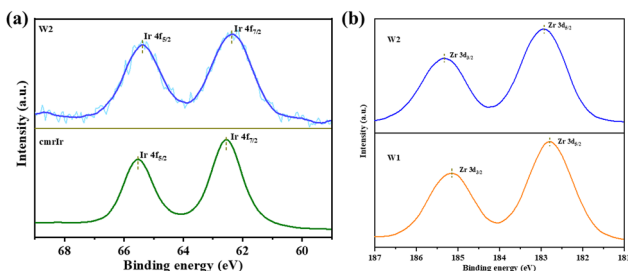 (a)
W2
Ir 4f5/2
Ir 4f7/2
cmrIr
Ir 4f5/2
Ir 4f7/2
Intensity (a.u.)
68
66
64
62
60
Binding energy (eV)
(b)
W2
Zr 3d3/2
Zr 3d5/2
W1
Zr 3d3/2
Zr 3d5/2
Intensity (a.u.)
187
186
185
184
183
182
181
Binding energy (eV)